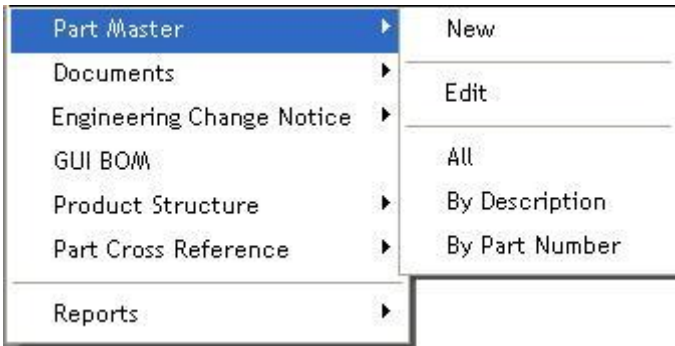 Part Master
Documents
Engineering Change Notice
GUI BOM
Product Structure
Part Cross Reference
Reports
New
Edit
All
By Description
By Part Number